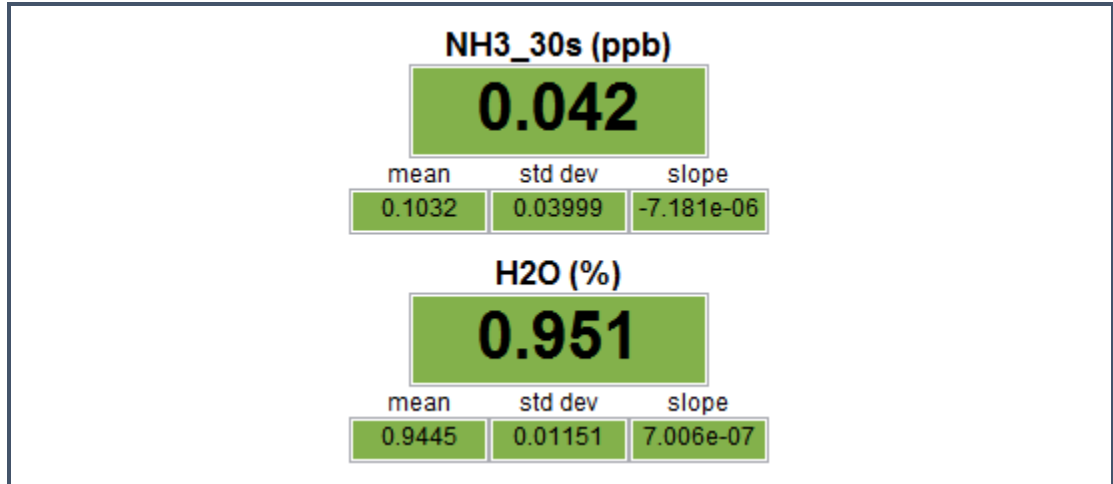 NH3_30s (ppb)
0.042
mean std dev slope
0.1032 0.03999 -7.181e-06
H2O (%)
0.951
mean std dev slope
0.9445 0.01151 7.006e-07